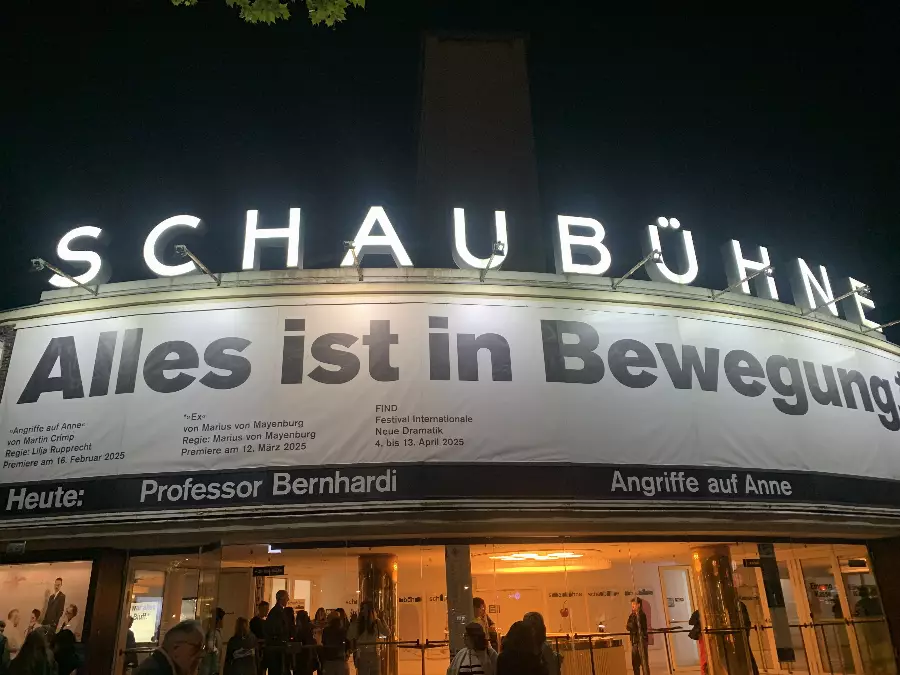 SCHAUBÜHNE
Alles ist in Bewegung*
»Angriffe auf Anne«
von Martin Crimp
Regie: Lilja Rupprecht
Premiere am 16. Februar 2025
*»Ex«
von Marius von Mayenburg
Regie: Marius von Mayenburg
Premiere am 12. März 2025
FIND
Festival Internationale
Neue Dramatik
4. bis 13. April 2025
Heute: Professor Bernhardi Angriffe auf Anne